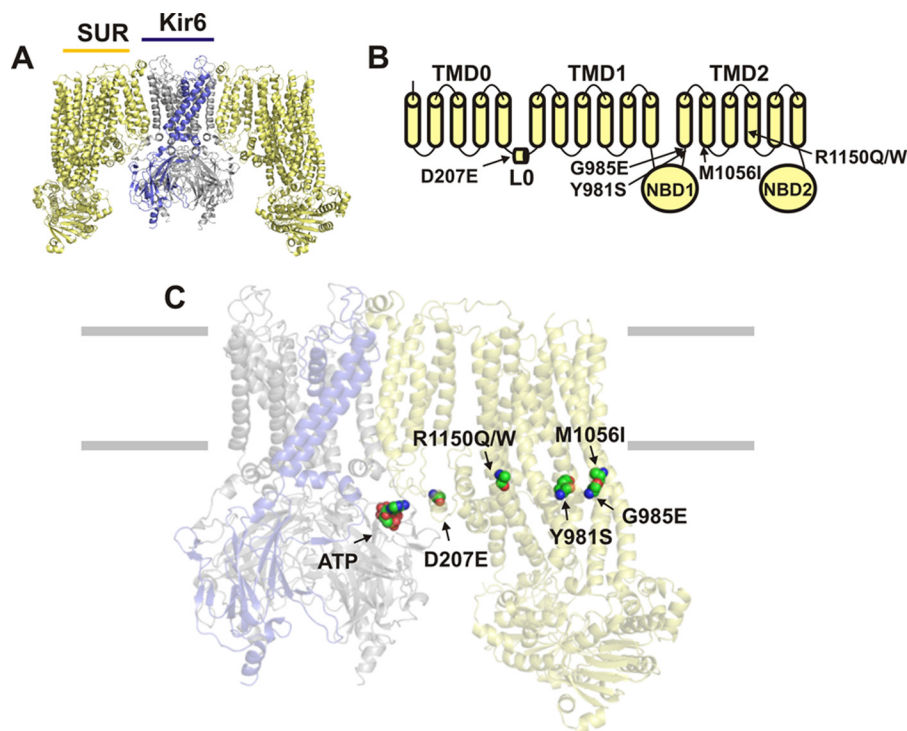 A
SUR
Kir6
B
TMD0
TMD1
TMD2
D207E
L0
G985E
Y981S
M1056I
R1150Q/W
NBD1
NBD2
C
R1150Q/W
M1056I
G985E
Y981S
D207E
ATP